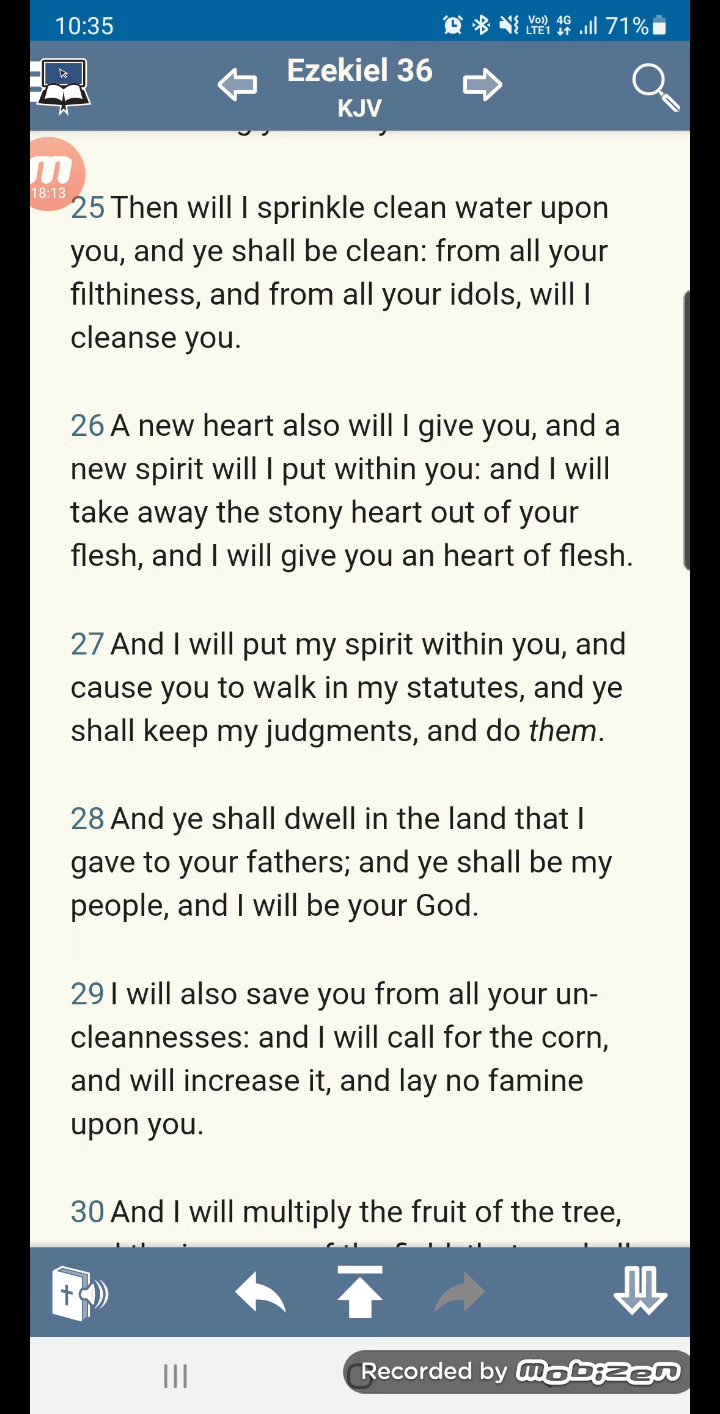 10:35 Vo)) LTE1 4G 71%
Ezekiel 36
KJV
m
18:13
25 Then will I sprinkle clean water upon
you, and ye shall be clean: from all your
filthiness, and from all your idols, will I
cleanse you.
26 A new heart also will I give you, and a
new spirit will I put within you: and I will
take away the stony heart out of your
flesh, and I will give you an heart of flesh.
27 And I will put my spirit within you, and
cause you to walk in my statutes, and ye
shall keep my judgments, and do them.
28 And ye shall dwell in the land that I
gave to your fathers; and ye shall be my
people, and I will be your God.
29 I will also save you from all your un-
cleannesses: and I will call for the corn,
and will increase it, and lay no famine
upon you.
30 And I will multiply the fruit of the tree,
Recorded by mobizen